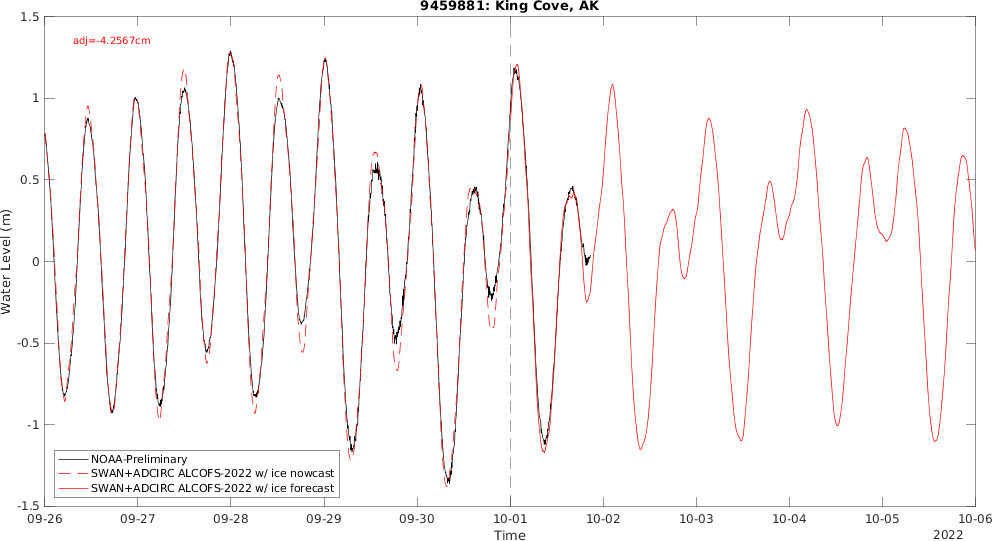 9459881: King Cove, AK
adj=-4.2567cm
Water Level (m)
1.5
1
0.5
0
-0.5
-1
-1.5
NOAA-Preliminary
SWAN+ADCIRC ALCOFS-2022 w/ ice nowcast
SWAN+ADCIRC ALCOFS-2022 w/ ice forecast
09-26 09-27 09-28 09-29 09-30 10-01 10-02 10-03 10-04 10-05 10-06
Time
2022